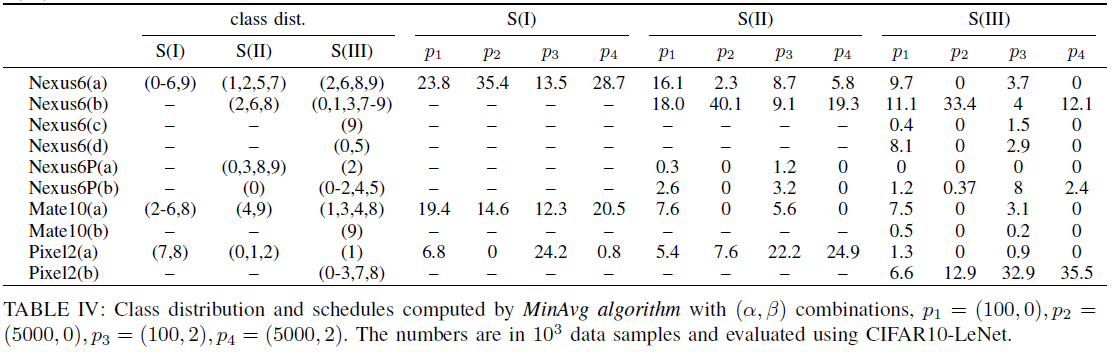 class dist. S(I) S(II) S(III)
S(I) S(II) S(III) p1 p2 p3 p4 p1 p2 p3 p4 p1 p2 p3 p4
Nexus6(a) (0-6,9) (1,2,5,7) (2,6,8,9) 23.8 35.4 13.5 28.7 16.1 2.3 8.7 5.8 9.7 0 3.7 0
Nexus6(b) – (2,6,8) (0,1,3,7-9) – – – – 18.0 40.1 9.1 19.3 11.1 33.4 4 12.1
Nexus6(c) – – (9) – – – – – – – – 0.4 0 1.5 0
Nexus6(d) – – (0,5) – – – – – – – – 8.1 0 2.9 0
Nexus6P(a) – (0,3,8,9) (2) – – – – 0.3 0 1.2 0 0 0 0 0
Nexus6P(b) – (0) (0-2,4,5) – – – – 2.6 0 3.2 0 1.2 0.37 8 2.4
Mate10(a) (2-6,8) (4,9) (1,3,4,8) 19.4 14.6 12.3 20.5 7.6 0 5.6 0 7.5 0 3.1 0
Mate10(b) – – (9) – – – – – – – – 0.5 0 0.2 0
Pixel2(a) (7,8) (0,1,2) (1) 6.8 0 24.2 0.8 5.4 7.6 22.2 24.9 1.3 0 0.9 0
Pixel2(b) – – (0-3,7,8) – – – – – – – – 6.6 12.9 32.9 35.5
TABLE IV: Class distribution and schedules computed by MinAvg algorithm with (α, β) combinations, p1 = (100, 0), p2 =
(5000, 0), p3 = (100, 2), p4 = (5000, 2). The numbers are in 10³ data samples and evaluated using CIFAR10-LeNet.